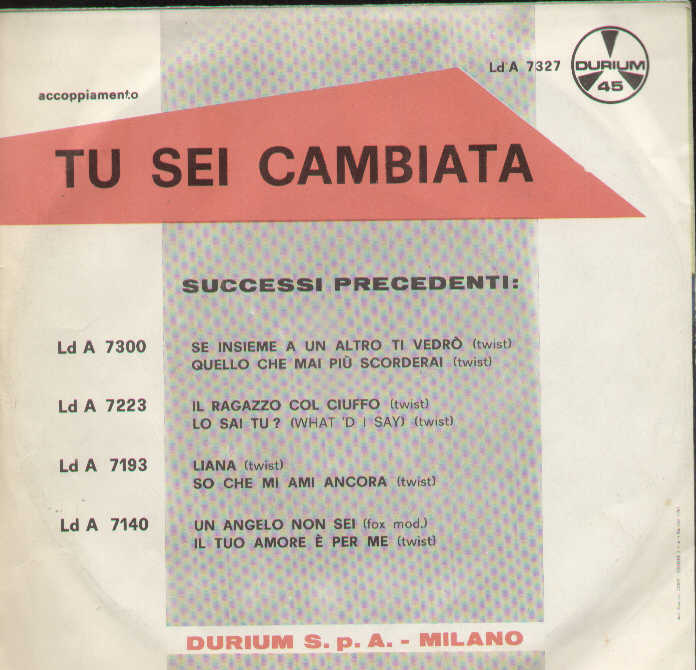 Ld A 7327
DURIUM
45
accoppiamento
TU SEI CAMBIATA
SUCCESSI PRECEDENTI:
Ld A 7300 SE INSIEME A UN ALTRO TI VEDRÒ (twist)
QUELLO CHE MAI PIÙ SCORDERAI (twist)
Ld A 7223 IL RAGAZZO COL CIUFFO (twist)
LO SAI TU? (WHAT 'D I SAY) (twist)
Ld A 7193 LIANA (twist)
SO CHE MI AMI ANCORA (twist)
Ld A 7140 UN ANGELO NON SEI (fox mod.)
IL TUO AMORE È PER ME (twist)
DURIUM S. p. A. - MILANO